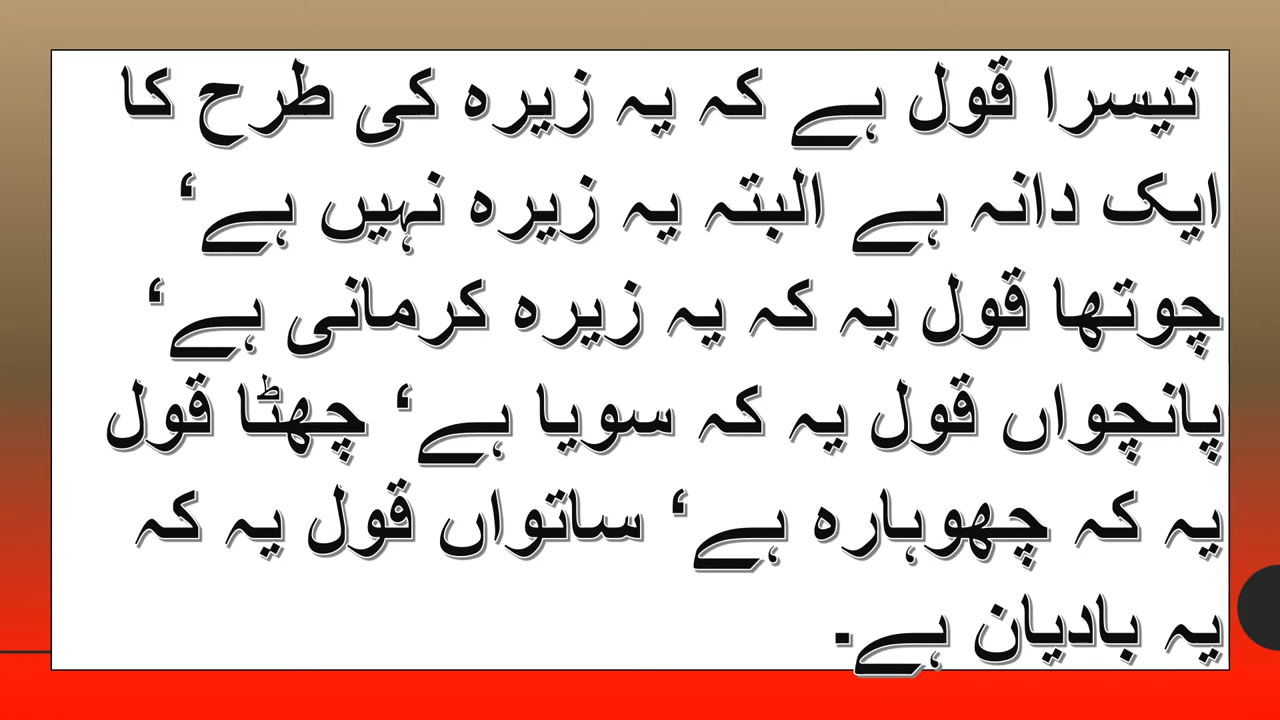 تیسرا قول ہے کہ یہ زیرہ کی طرح کا
ایک دانہ ہے البتہ یہ زیرہ نہیں ہے‘
چوتھا قول یہ کہ یہ زیرہ کرمانی ہے‘
پانچواں قول یہ کہ سویا ہے‘ چھٹا قول
یہ کہ چھوہارہ ہے‘ ساتواں قول یہ کہ
یہ بادیان ہے.